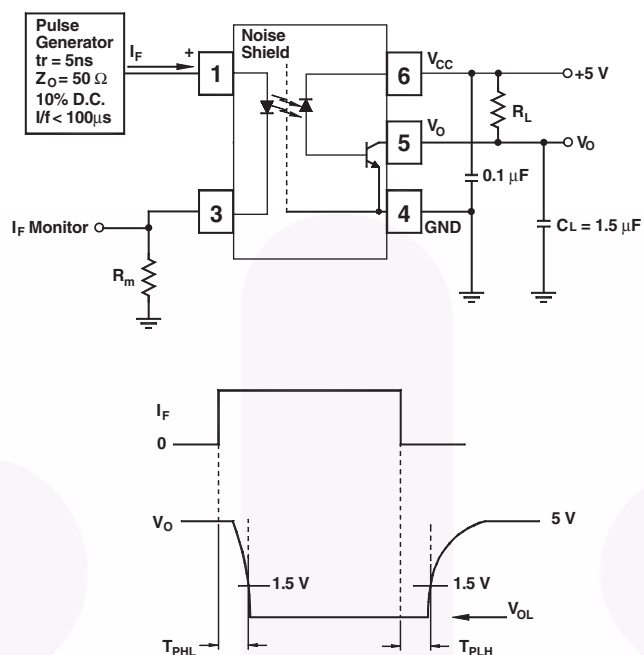 Pulse
Generator
tr = 5ns
ZO = 50 Ω
10% D.C.
I/f < 100μs
IF
+
1
Noise
Shield
6
VCC
+5 V
RL
5
VO
VO
0.1 μF
3
4
GND
CL = 1.5 μF
IF Monitor
Rm
IF
0
VO
5 V
1.5 V
1.5 V
VOL
TPHL
TPLH